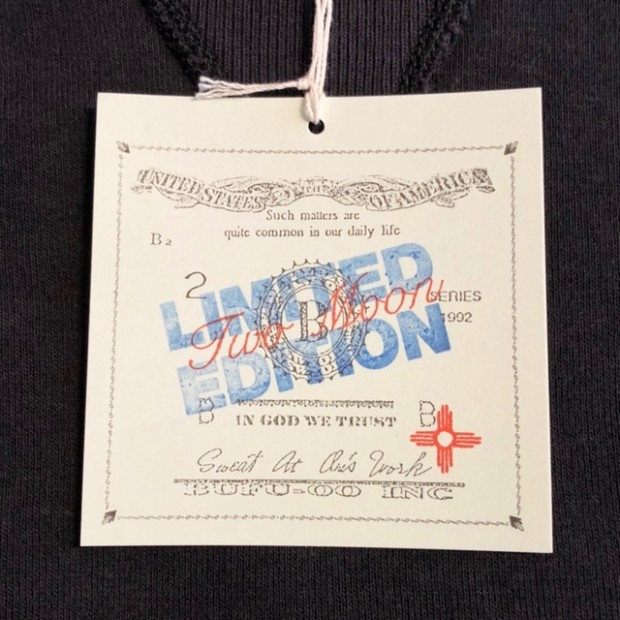 UNITED STATES OF AMERICA
Such matters are
quite common in our daily life
B2
2
LIMITED
Two Moon
EDITION
B
SERIES
1992
B IN GOD WE TRUST B
Sweat At Ari's Work
BUFU-OO INC